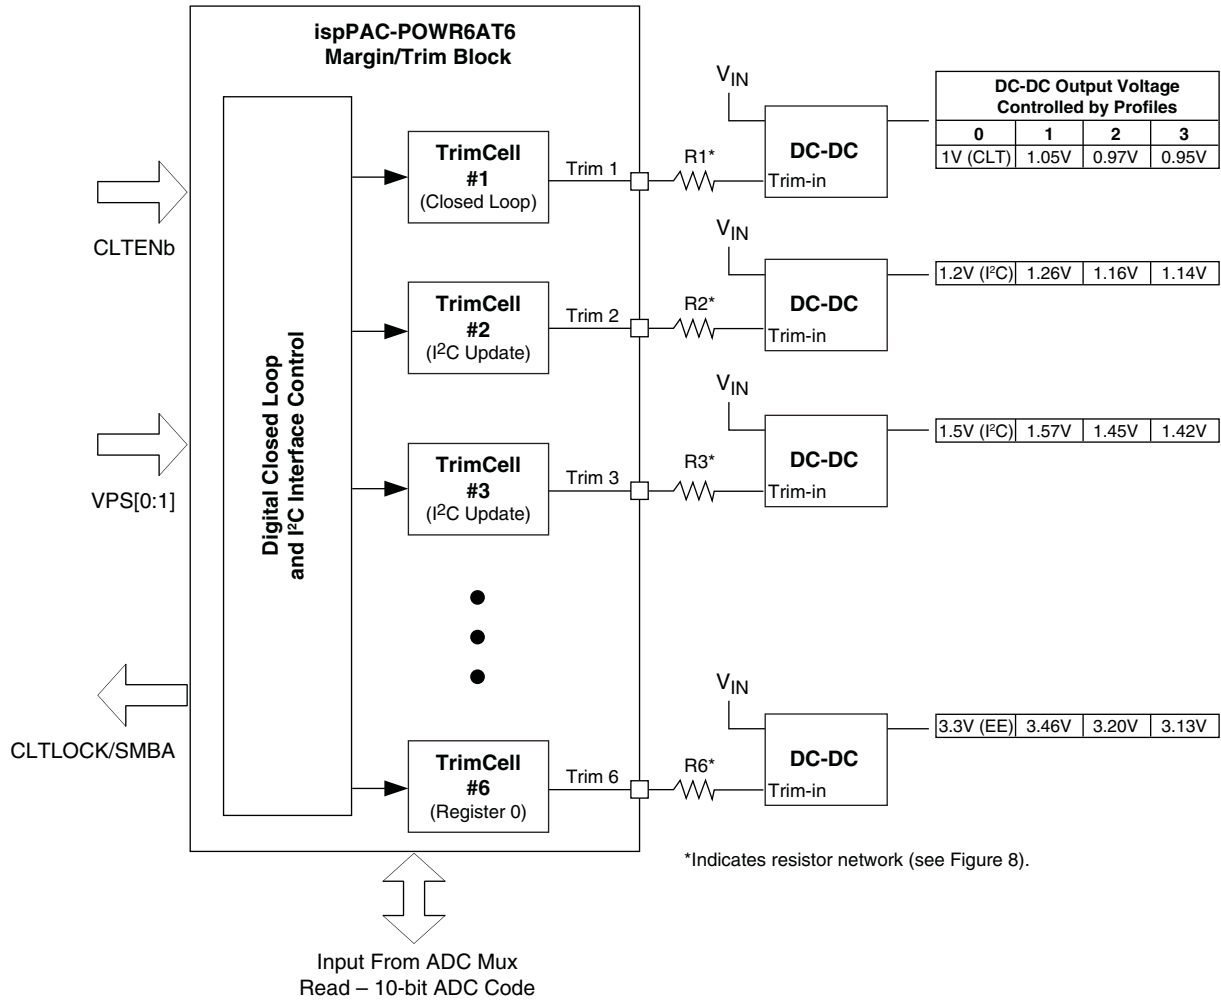 ispPAC-POWR6AT6
Margin/Trim Block
CLTENb
VPS[0:1]
CLTLOCK/SMBA
Digital Closed Loop
and I²C Interface Control
TrimCell
#1
(Closed Loop)
Trim 1
R1*
VIN
DC-DC
Trim-in
DC-DC Output Voltage
Controlled by Profiles
0 1 2 3
1V (CLT) 1.05V 0.97V 0.95V
TrimCell
#2
(I²C Update)
Trim 2
R2*
VIN
DC-DC
Trim-in
1.2V (I²C) 1.26V 1.16V 1.14V
TrimCell
#3
(I²C Update)
Trim 3
R3*
VIN
DC-DC
Trim-in
1.5V (I²C) 1.57V 1.45V 1.42V
TrimCell
#6
(Register 0)
Trim 6
R6*
VIN
DC-DC
Trim-in
3.3V (EE) 3.46V 3.20V 3.13V
*Indicates resistor network (see Figure 8).
Input From ADC Mux
Read – 10-bit ADC Code